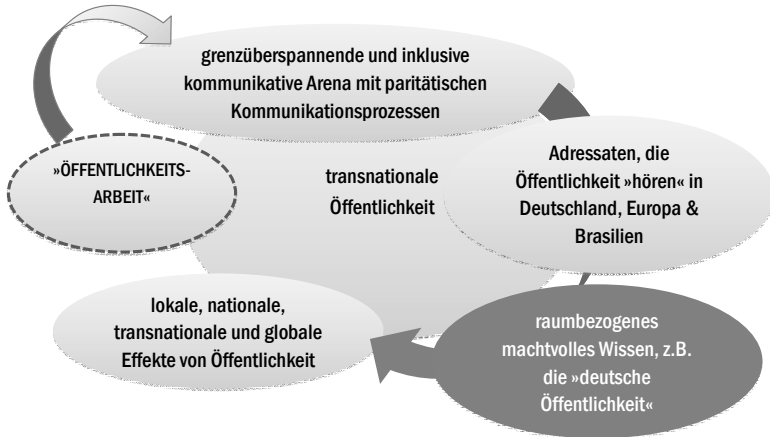 grenzüberspannende und inklusive
kommunikative Arena mit paritätischen
Kommunikationsprozessen
»ÖFFENTLICHKEITS-
ARBEIT«
transnationale
Öffentlichkeit
Adressaten, die
Öffentlichkeit »hören« in
Deutschland, Europa &
Brasilien
lokale, nationale,
transnationale und globale
Effekte von Öffentlichkeit
raumbezogenes
machtvolles Wissen, z.B.
die »deutsche
Öffentlichkeit«